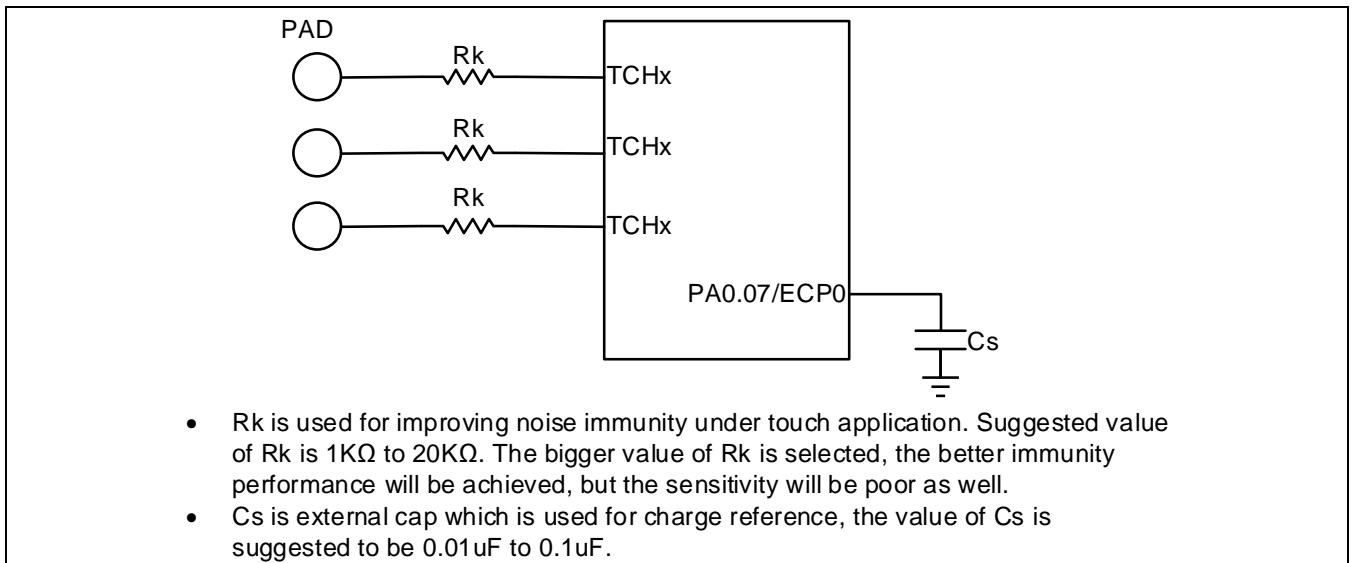 PAD
Rk
TCHx
Rk
TCHx
Rk
TCHx
PA0.07/ECP0
Cs
• Rk is used for improving noise immunity under touch application. Suggested value
of Rk is 1KΩ to 20KΩ. The bigger value of Rk is selected, the better immunity
performance will be achieved, but the sensitivity will be poor as well.
• Cs is external cap which is used for charge reference, the value of Cs is
suggested to be 0.01uF to 0.1uF.